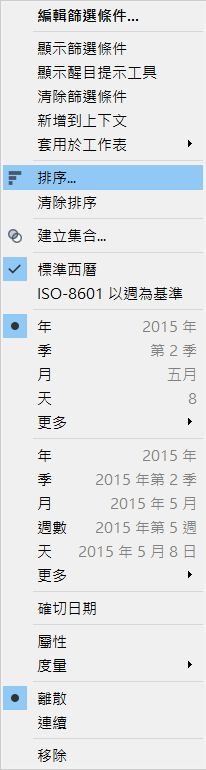 編輯篩選條件...
顯示篩選條件
顯示醒目提示工具
清除篩選條件
新增到上下文
套用於工作表
排序...
清除排序
建立集合...
標準西曆
ISO-8601 以週為基準
年 2015 年
季 第 2 季
月 五月
天 8
更多
年 2015 年
季 2015 年第 2 季
月 2015 年 5 月
週數 2015 年第 5 週
天 2015 年 5 月 8 日
更多
確切日期
屬性
度量
離散
連續
移除